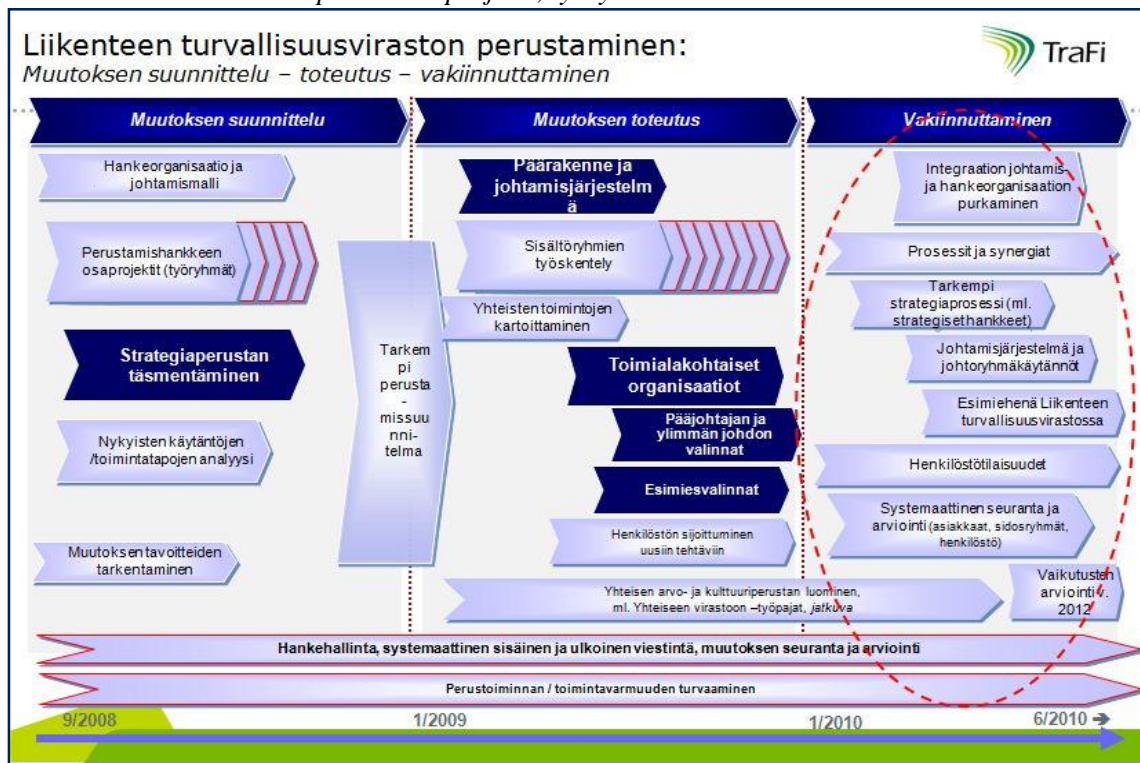 Liikenteen turvallisuusviraston perustaminen:
Muutoksen suunnittelu – toteutus – vakiinnuttaminen
TraFi
Muutoksen suunnittelu
Hankeorganisaatio ja
johtamismalli
Perustamishankkeen
osaprojektit (työryhmät)
Strategiaperustan
täsmentäminen
Nykyisten käytäntöjen
/toimintatapojen analyysi
Muutoksen tavoitteiden
tarkentaminen
Tarkem
pi
perusta
-
missuu
nni-
telma
Muutoksen toteutus
Päärakenne ja
johtamisjärjestelm
ä
Sisältöryhmien
työskentely
Yhteisten toimintojen
kartoittaminen
Toimialakohtaiset
organisaatiot
Pääjohtajan ja
ylimmän johdon
valinnat
Esimiesvalinnat
Henkilöstön sijoittuminen
uusiin tehtäviin
Yhteisen arvo- ja kulttuuriperustan luominen,
ml. Yhteiseen virastoon –työpajat, jatkuva
Vakiinnuttaminen
Integraation johtamis-
ja hankeorganisaation
purkaminen
Prosessit ja synergiat
Tarkempi
strategiaprosessi (ml.
strategiset hankkeet)
Johtamisjärjestelmä ja
johtoryhmäkäytännöt
Esimiehenä Liikenteen
turvallisuusvirastossa
Henkilöstötilaisuudet
Systemaattinen seuranta ja
arviointi (asiakkaat, sidosryhmät,
henkilöstö)
Vaikutusten
arviointi v.
2012
Hankehallinta, systemaattinen sisäinen ja ulkoinen viestintä, muutoksen seuranta ja arviointi
Perustoiminnan / toimintavarmuuden turvaaminen
9/2008
1/2009
1/2010
6/2010 →